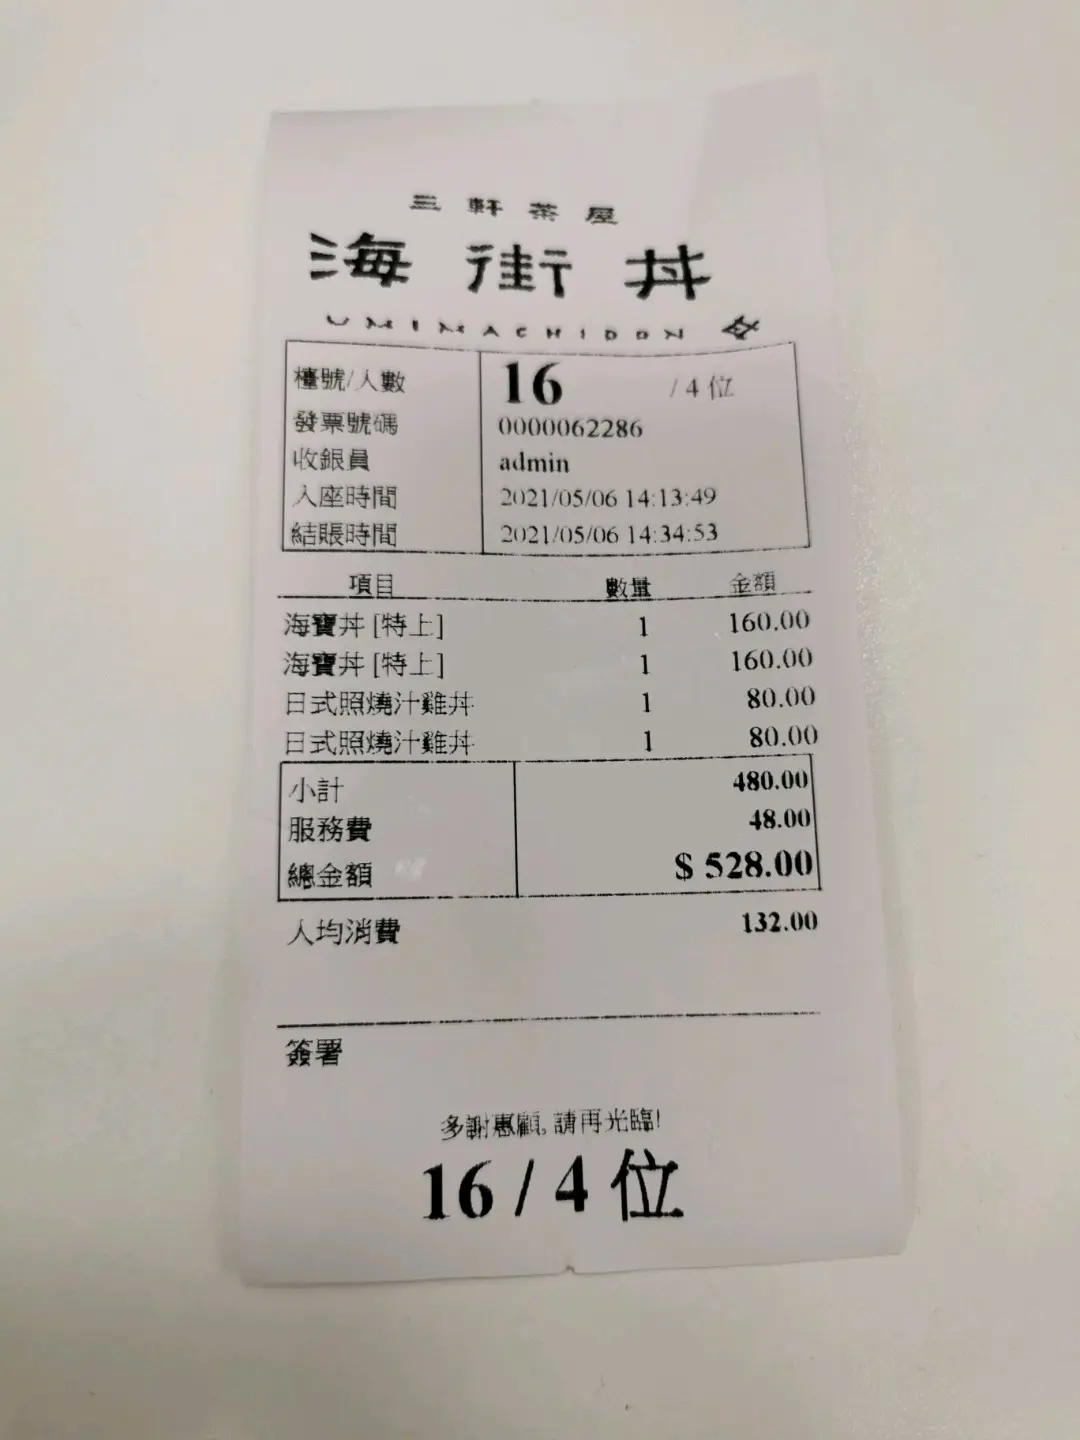 三軒茶屋
海街丼
UMIMACHIDON
檯號/人數 16 /4 位
發票號碼 0000062286
收銀員 admin
入座時間 2021/05/06 14:13:49
結賬時間 2021/05/06 14:34:53
項目 數量 金額
海寶丼 [特上] 1 160.00
海寶丼 [特上] 1 160.00
日式照燒汁雞丼 1 80.00
日式照燒汁雞丼 1 80.00
小計 480.00
服務費 48.00
總金額 $ 528.00
人均消費 132.00
簽署
多謝惠顧, 請再光臨!
16 / 4 位